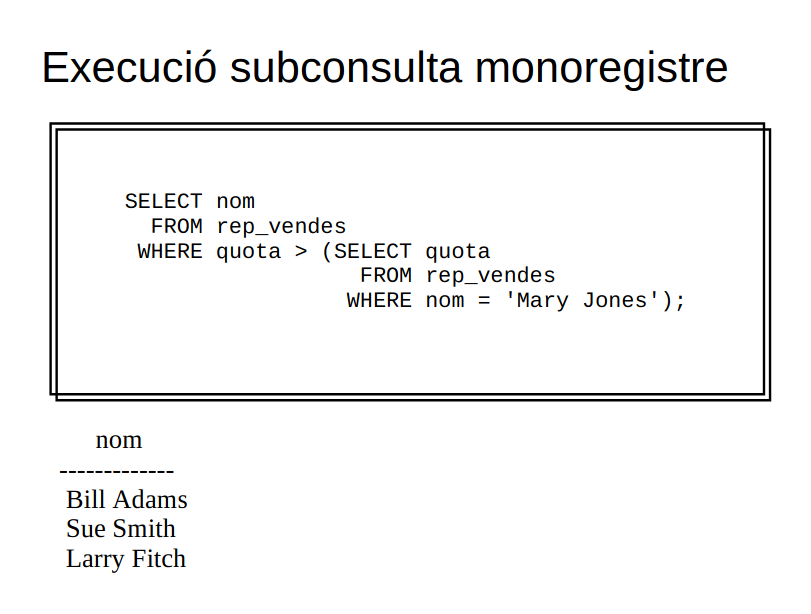 Execució subconsulta monoregistre
SELECT nom
FROM rep_vendes
WHERE quota > (SELECT quota
FROM rep_vendes
WHERE nom = 'Mary Jones');
nom
-------------
Bill Adams
Sue Smith
Larry Fitch